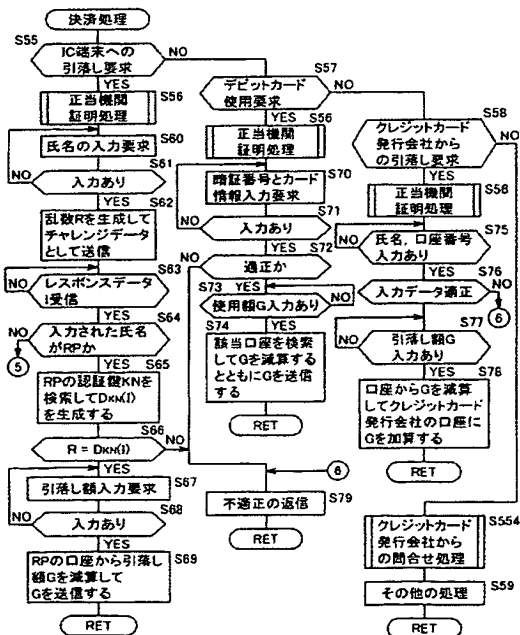 決済処理
S55
IC端末への
引落し要求
NO
YES
S56
正当機関
証明処理
S60
氏名の入力要求
S61
入力あり
NO
YES
S62
乱数Rを生成して
チャレンジデータ
として送信
S63
レスポンスデータ
I受信
NO
YES
S64
入力された氏名
がRPか
NO
5
YES
S65
RPの認証鍵KNを
検索してDKN(I)
を生成する
S66
R = DKN(I)
NO
YES
S67
引落し額入力要求
S68
入力あり
NO
YES
S69
RPの口座から引落し
額Gを減算して
Gを送信する
RET
S57
デビットカード
使用要求
NO
YES
S56
正当機関
証明処理
S70
暗証番号とカード
情報入力要求
S71
入力あり
NO
YES
S72
適正か
NO
YES
S73
使用額G入力あり
NO
YES
S74
該当口座を検索
してGを減算する
とともにGを送信
する
RET
6
S79
不適正の返信
RET
S58
クレジットカード
発行会社から
の引落し要求
NO
YES
S56
正当機関
証明処理
S75
氏名,口座番号
入力あり
NO
YES
S76
入力データ適正
NO
6
YES
S77
引落し額G
入力あり
NO
YES
S78
口座からGを減算
してクレジットカード
発行会社の口座に
Gを加算する
RET
S554
クレジットカード
発行会社から
の問合せ処理
S59
その他の処理
RET